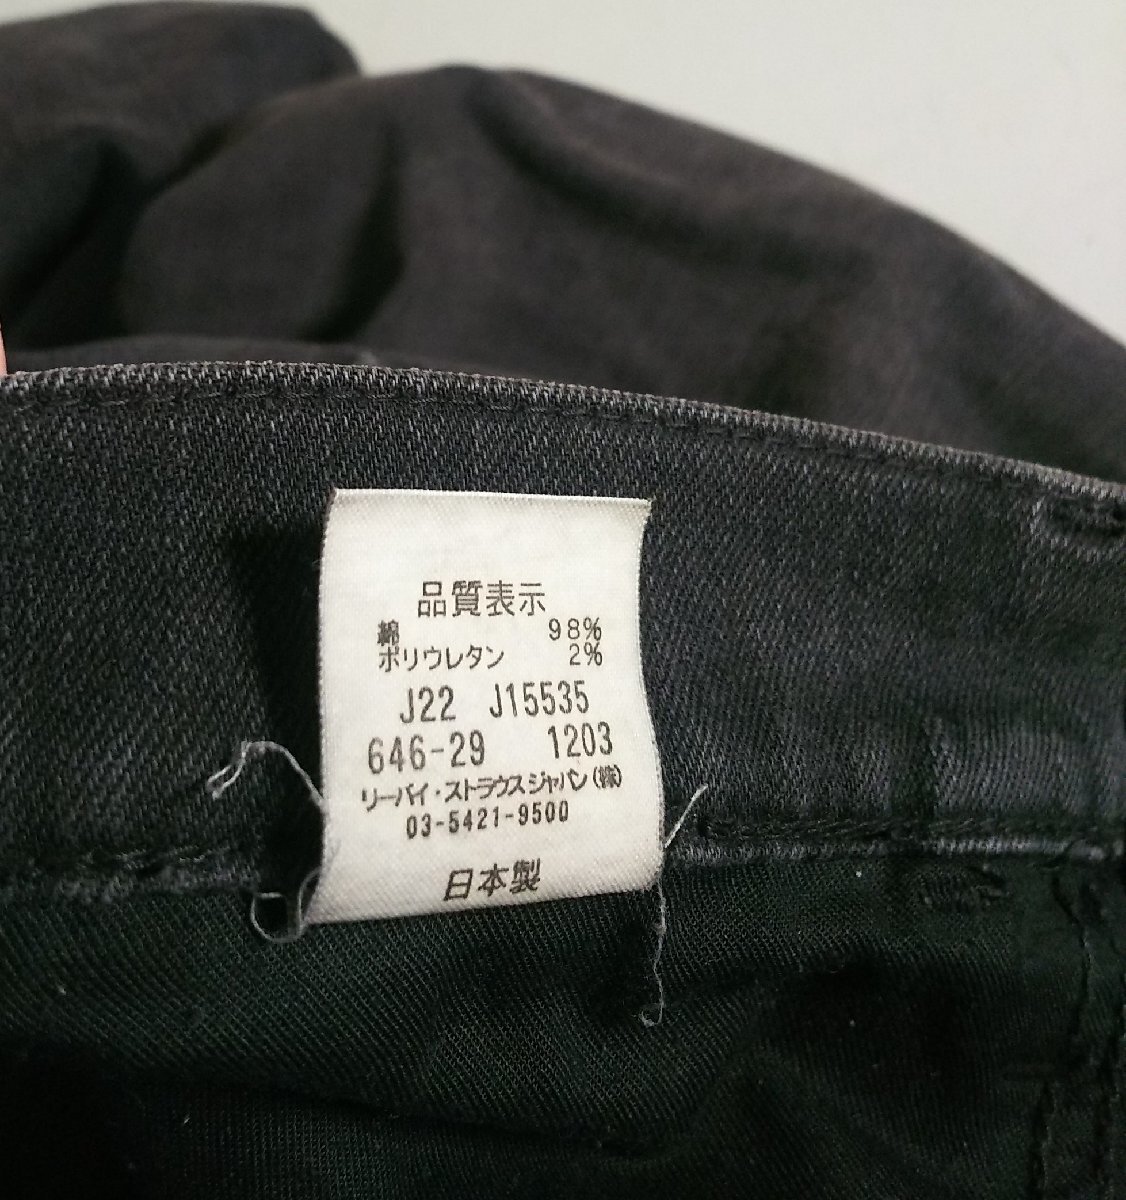 品質表示
綿 98%
ポリウレタン 2%
J22 J15535
646-29 1203
リーバイ・ストラウスジャパン(株)
03-5421-9500
日本製